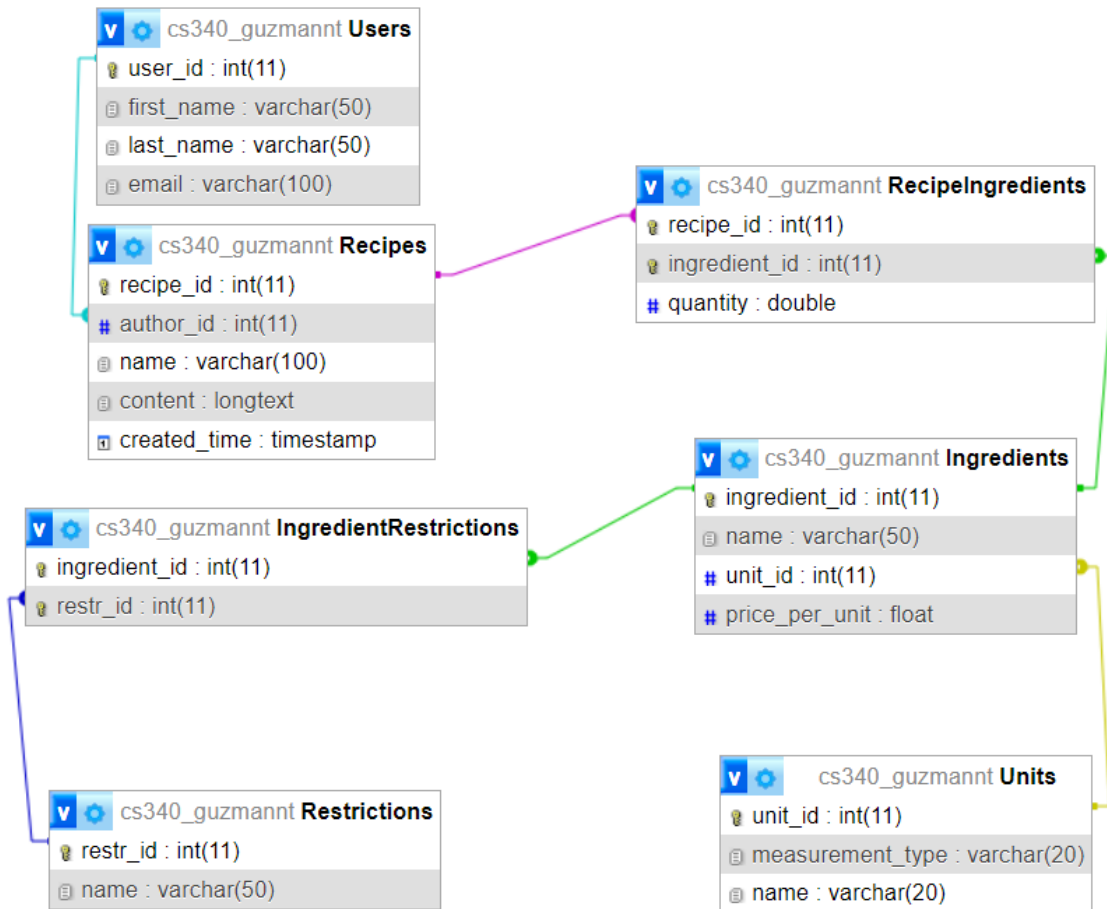 v cs340_guzmannt Users
user_id : int(11)
first_name : varchar(50)
last_name : varchar(50)
email : varchar(100)
v cs340_guzmannt Recipes
recipe_id : int(11)
# author_id : int(11)
name : varchar(100)
content : longtext
created_time : timestamp
v cs340_guzmannt RecipeIngredients
recipe_id : int(11)
ingredient_id : int(11)
# quantity : double
v cs340_guzmannt Ingredients
ingredient_id : int(11)
name : varchar(50)
# unit_id : int(11)
# price_per_unit : float
v cs340_guzmannt IngredientRestrictions
ingredient_id : int(11)
restr_id : int(11)
v cs340_guzmannt Restrictions
restr_id : int(11)
name : varchar(50)
v cs340_guzmannt Units
unit_id : int(11)
measurement_type : varchar(20)
name : varchar(20)